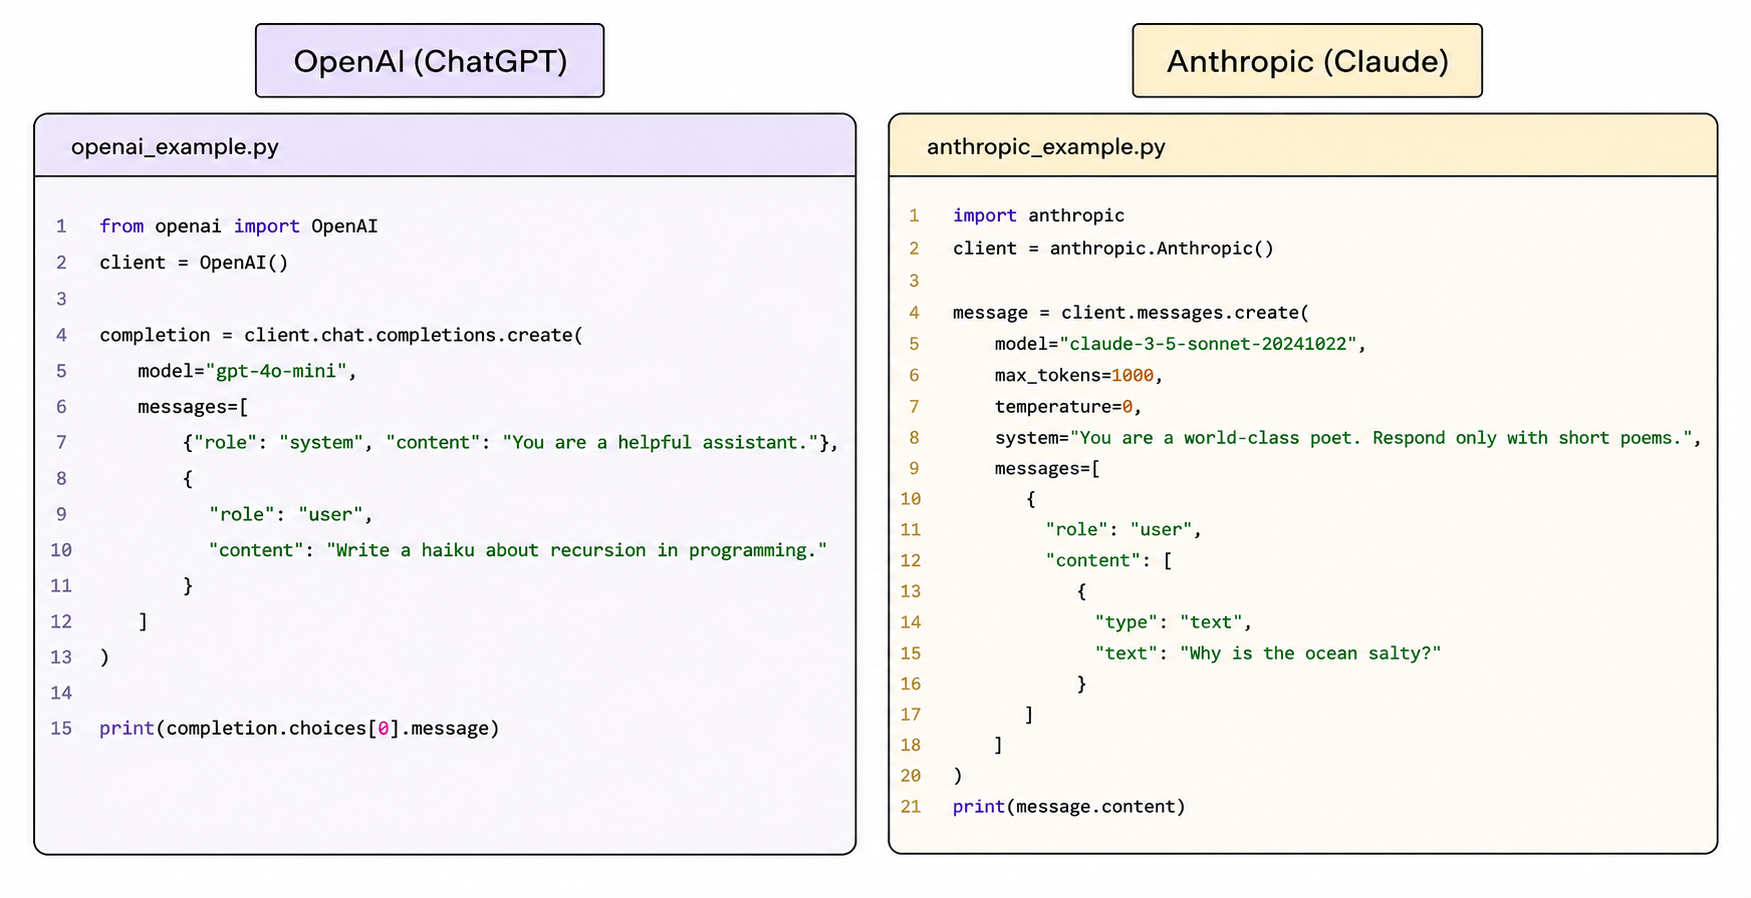 OpenAI (ChatGPT)
openai_example.py
1 from openai import OpenAI
2 client = OpenAI()
3
4 completion = client.chat.completions.create(
5 model="gpt-4o-mini",
6 messages=[
7 {"role": "system", "content": "You are a helpful assistant."},
8 {
9 "role": "user",
10 "content": "Write a haiku about recursion in programming."
11 }
12 ]
13 )
14
15 print(completion.choices[0].message)
Anthropic (Claude)
anthropic_example.py
1 import anthropic
2 client = anthropic.Anthropic()
3
4 message = client.messages.create(
5 model="claude-3-5-sonnet-20241022",
6 max_tokens=1000,
7 temperature=0,
8 system="You are a world-class poet. Respond only with short poems.",
9 messages=[
10 {
11 "role": "user",
12 "content": [
13 {
14 "type": "text",
15 "text": "Why is the ocean salty?"
16 }
17 ]
18 ]
20 )
21 print(message.content)